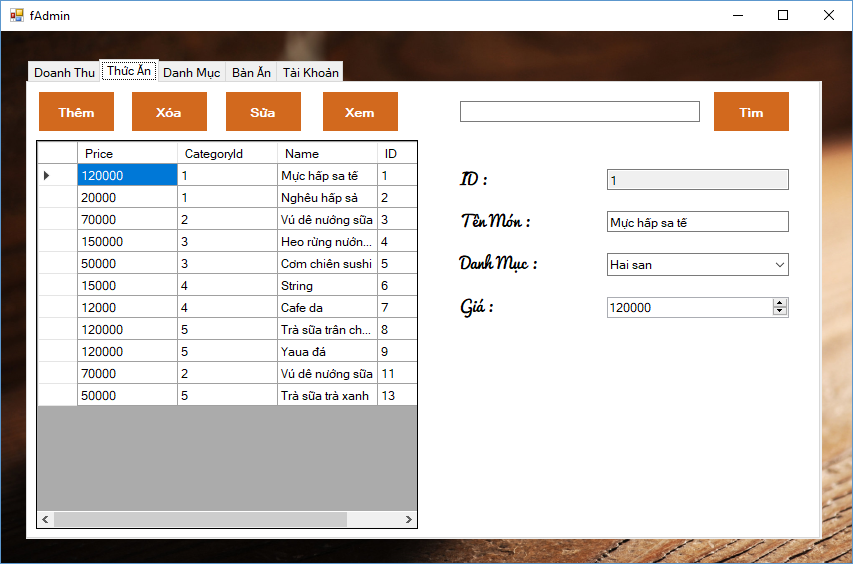 fAdmin
Doanh Thu Thức Ăn Danh Mục Bàn Ăn Tài Khoản
Thêm Xóa Sửa Xem Tìm
Price CategoryId Name ID
120000 1 Mực hấp sa tế 1
20000 1 Nghêu hấp sả 2
70000 2 Vú dê nướng sữa 3
150000 3 Heo rừng nướn... 4
50000 3 Cơm chiên sushi 5
15000 4 String 6
12000 4 Cafe da 7
120000 5 Trà sữa trân ch... 8
120000 5 Yaua đá 9
70000 2 Vú dê nướng sữa 11
50000 5 Trà sữa trà xanh 13
ID : 1
Tên Món : Mực hấp sa tế
Danh Mục : Hai san
Giá : 120000